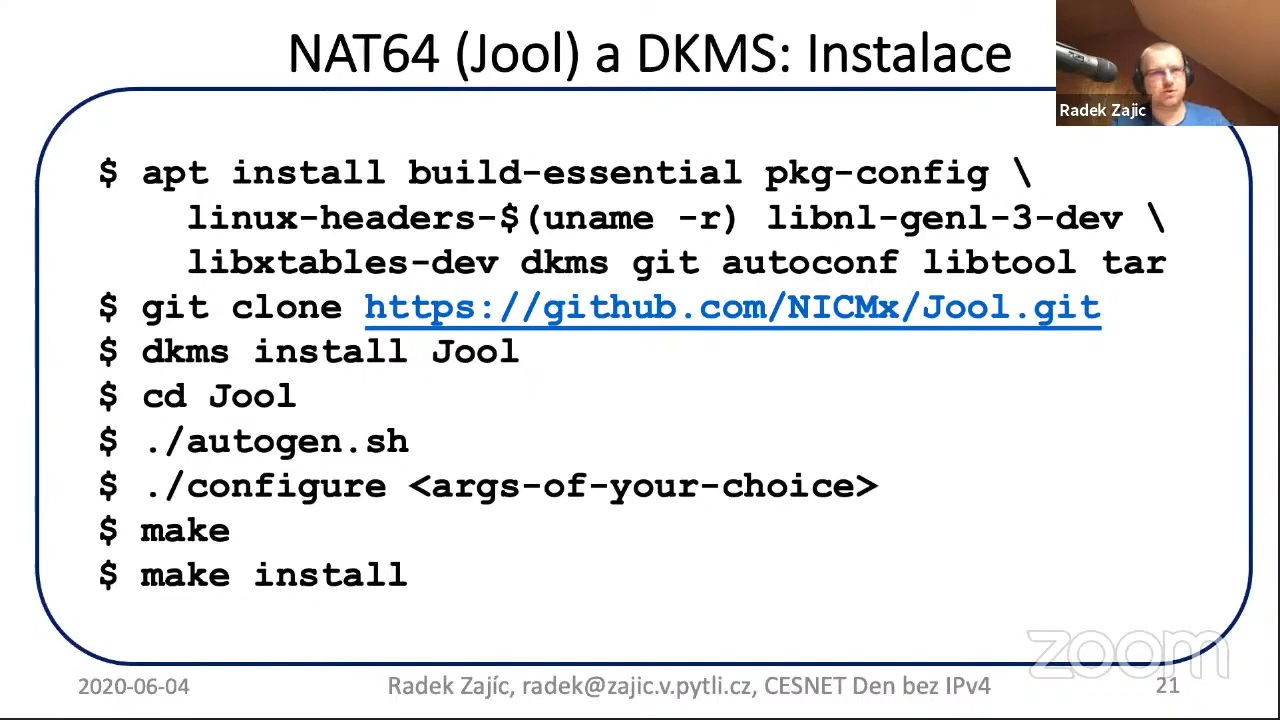 NAT64 (Jool) a DKMS: Instalace
Radek Zajic
$ apt install build-essential pkg-config \
linux-headers-$(uname -r) libnl-genl-3-dev \
libxtables-dev dkms git autoconf libtool tar
$ git clone https://github.com/NICMx/Jool.git
$ dkms install Jool
$ cd Jool
$ ./autogen.sh
$ ./configure <args-of-your-choice>
$ make
$ make install
zoom
2020-06-04
Radek Zajíc, radek@zajic.v.pytli.cz, CESNET Den bez IPv4
21